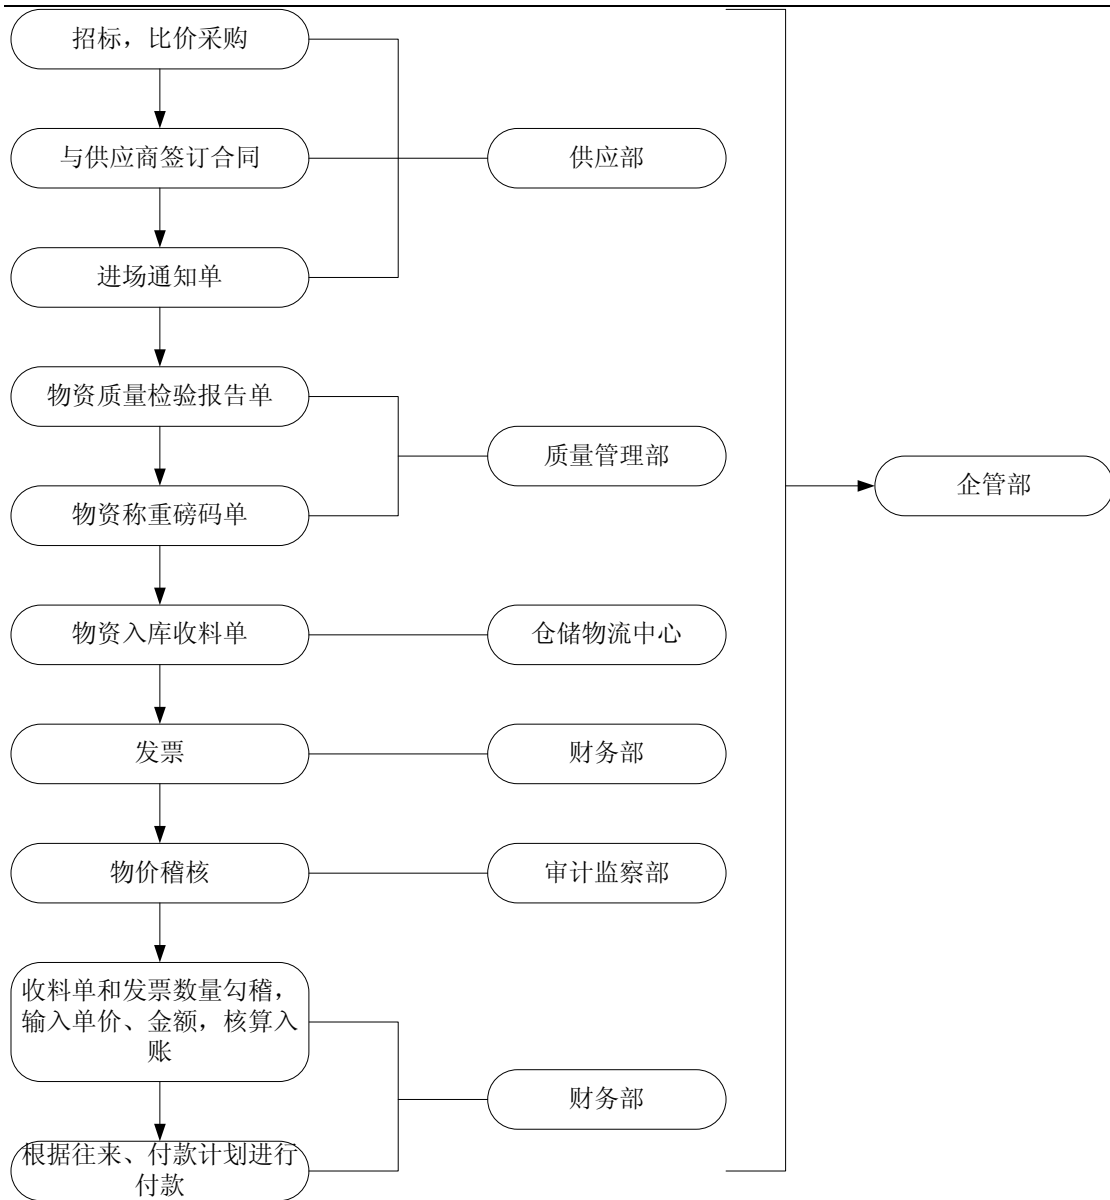 招标，比价采购
与供应商签订合同
供应部
进场通知单
物资质量检验报告单
质量管理部
企管部
物资称重磅码单
物资入库收料单
仓储物流中心
发票
财务部
物价稽核
审计监察部
收料单和发票数量勾稽，
输入单价、金额，核算入
账
财务部
根据往来、付款计划进行
付款